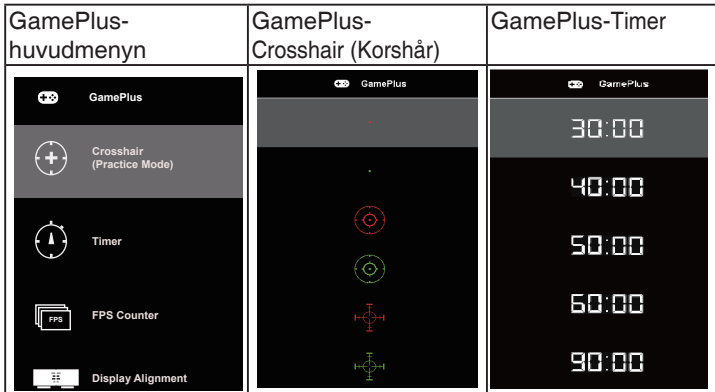 GamePlus-
huvudmenyn
GamePlus-
Crosshair (Korshår)
GamePlus-Timer
GamePlus
Crosshair
(Practice Mode)
Timer
FPS
FPS Counter
Display Alignment
GamePlus
GamePlus
30:00
40:00
50:00
60:00
90:00